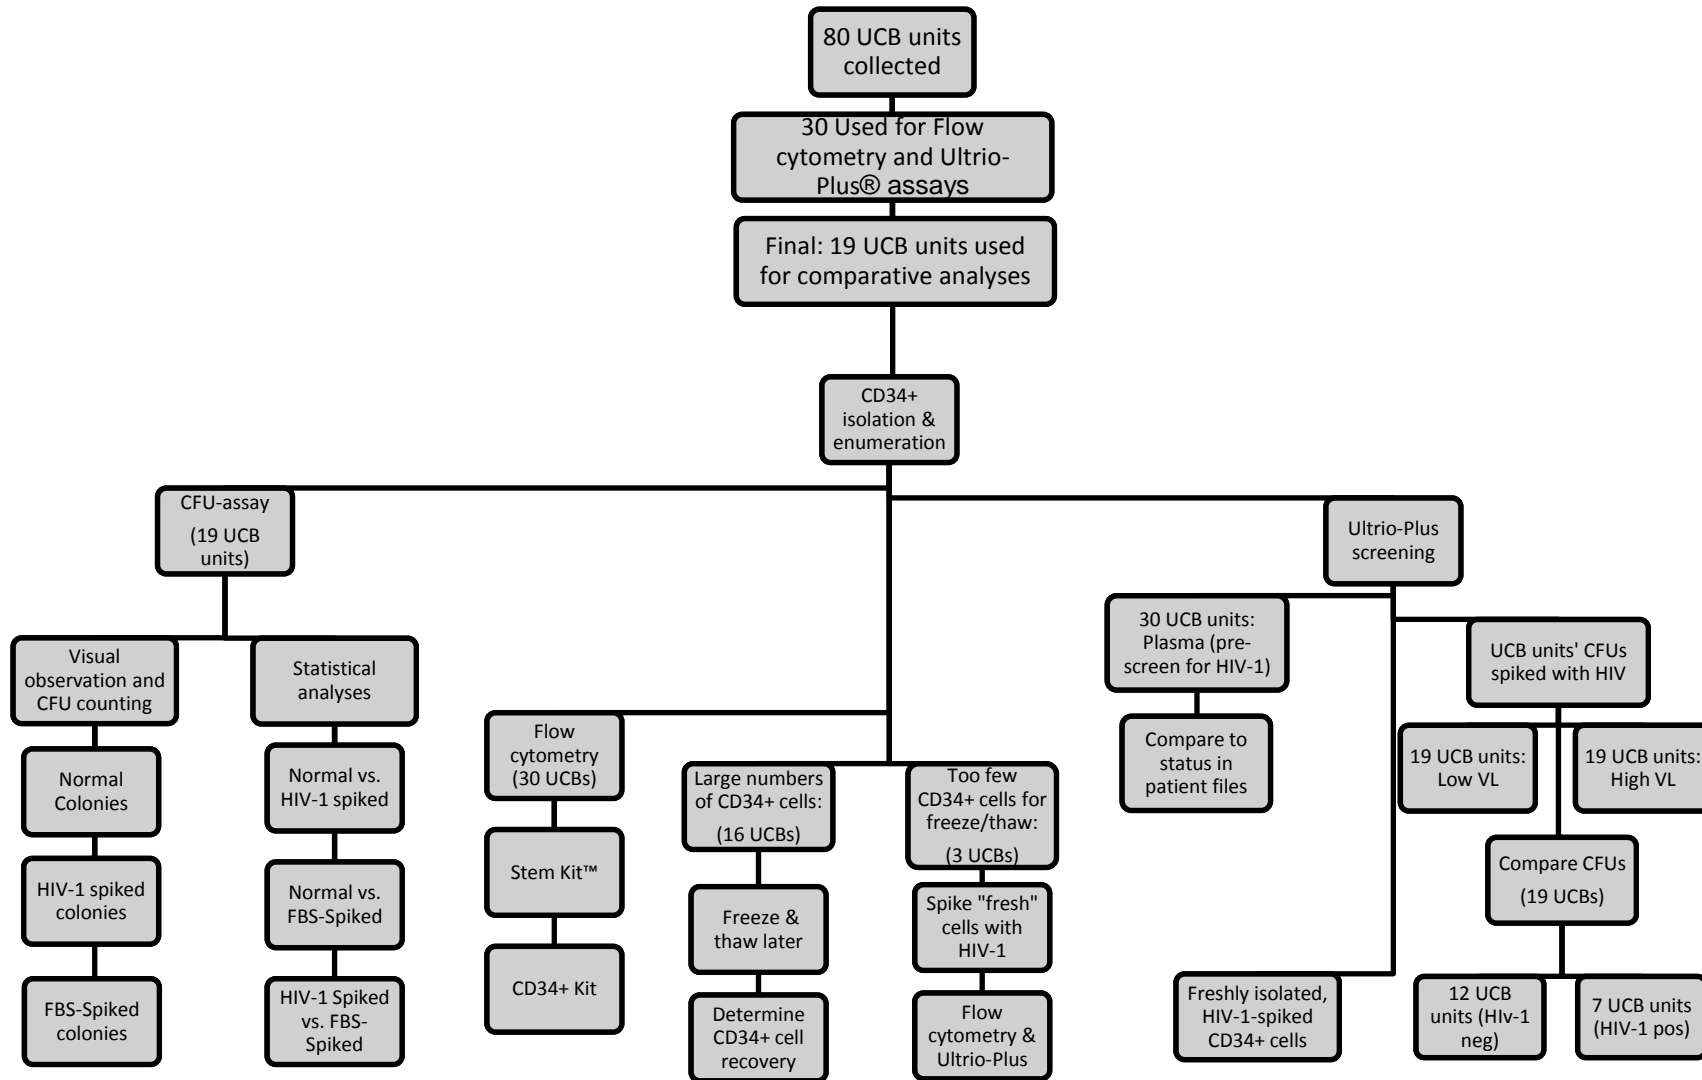 80 UCB units
collected
30 Used for Flow
cytometry and Ultrio-
Plus® assays
Final: 19 UCB units used
for comparative analyses
CD34+
isolation &
enumeration
CFU-assay
(19 UCB
units)
Visual
observation and
CFU counting
Normal
Colonies
HIV-1 spiked
colonies
FBS-Spiked
colonies
Statistical
analyses
Normal vs.
HIV-1 spiked
Normal vs.
FBS-Spiked
HIV-1 Spiked
vs. FBS-
Spiked
Flow
cytometry
(30 UCBs)
Stem Kit™
CD34+ Kit
Large numbers
of CD34+ cells:
(16 UCBs)
Freeze &
thaw later
Determine
CD34+ cell
recovery
Too few
CD34+ cells for
freeze/thaw:
(3 UCBs)
Spike "fresh"
cells with
HIV-1
Flow
cytometry &
Ultrio-Plus
Ultrio-Plus
screening
30 UCB units:
Plasma (pre-
screen for HIV-1)
Compare to
status in
patient files
Freshly isolated,
HIV-1-spiked
CD34+ cells
UCB units' CFUs
spiked with HIV
19 UCB units:
Low VL
19 UCB units:
High VL
Compare CFUs
(19 UCBs)
12 UCB
units (HIv-1
neg)
7 UCB units
(HIV-1 pos)